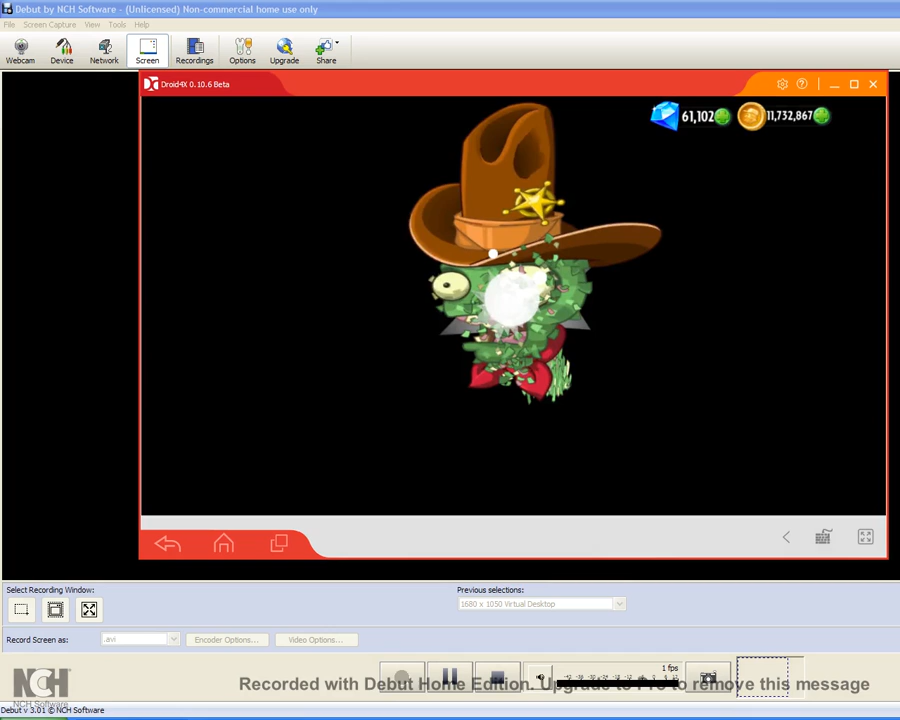 Debut by NCH Software - (Unlicensed) Non-commercial home use only
File Screen Capture View Tools Help
Webcam Device Network Screen Recordings Options Upgrade Share
Droid4X 0.10.6 Beta
61,102 11,732,867
Select Recording Window:
Previous selections:
1680 x 1050 Virtual Desktop
Record Screen as: .avi Encoder Options... Video Options...
1 fps
Recorded with Debut Home Edition. Upgrade to Pro to remove this message
NCH
NCH Software
Debut v 3.01 © NCH Software